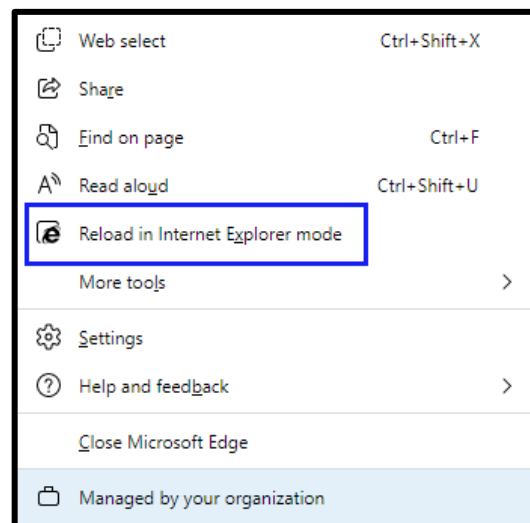 Web select Ctrl+Shift+X
Share
Find on page Ctrl+F
Read aloud Ctrl+Shift+U
Reload in Internet Explorer mode
More tools
Settings
Help and feedback
Close Microsoft Edge
Managed by your organization